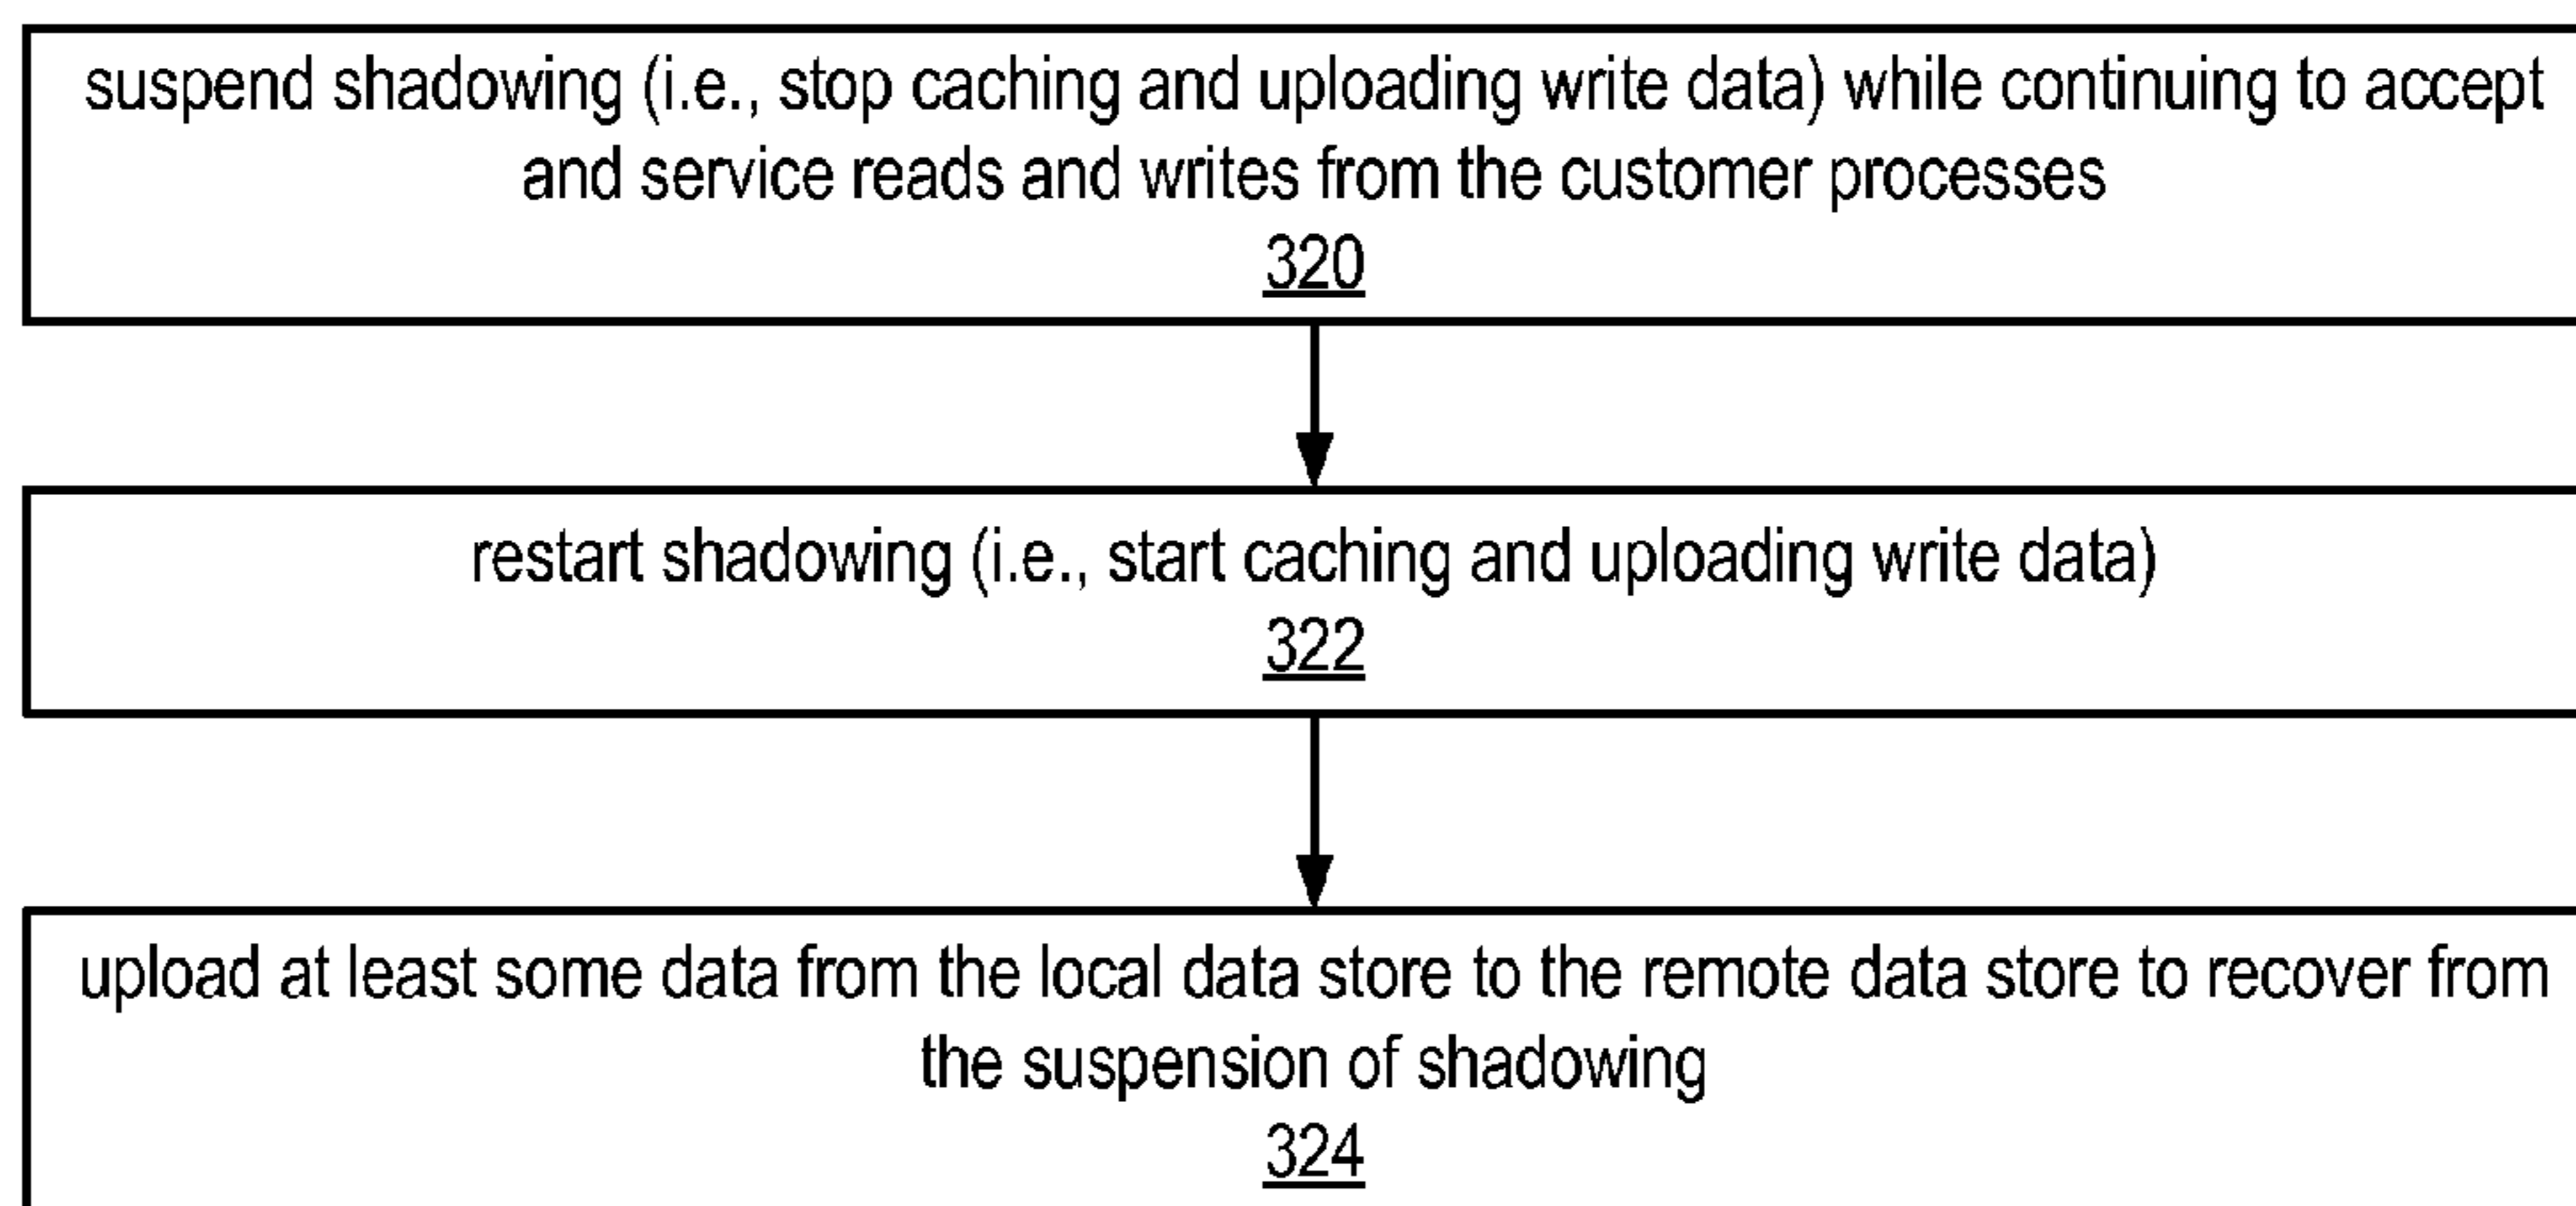 suspend shadowing (i.e., stop caching and uploading write data) while continuing to accept
and service reads and writes from the customer processes
320
restart shadowing (i.e., start caching and uploading write data)
322
upload at least some data from the local data store to the remote data store to recover from
the suspension of shadowing
324